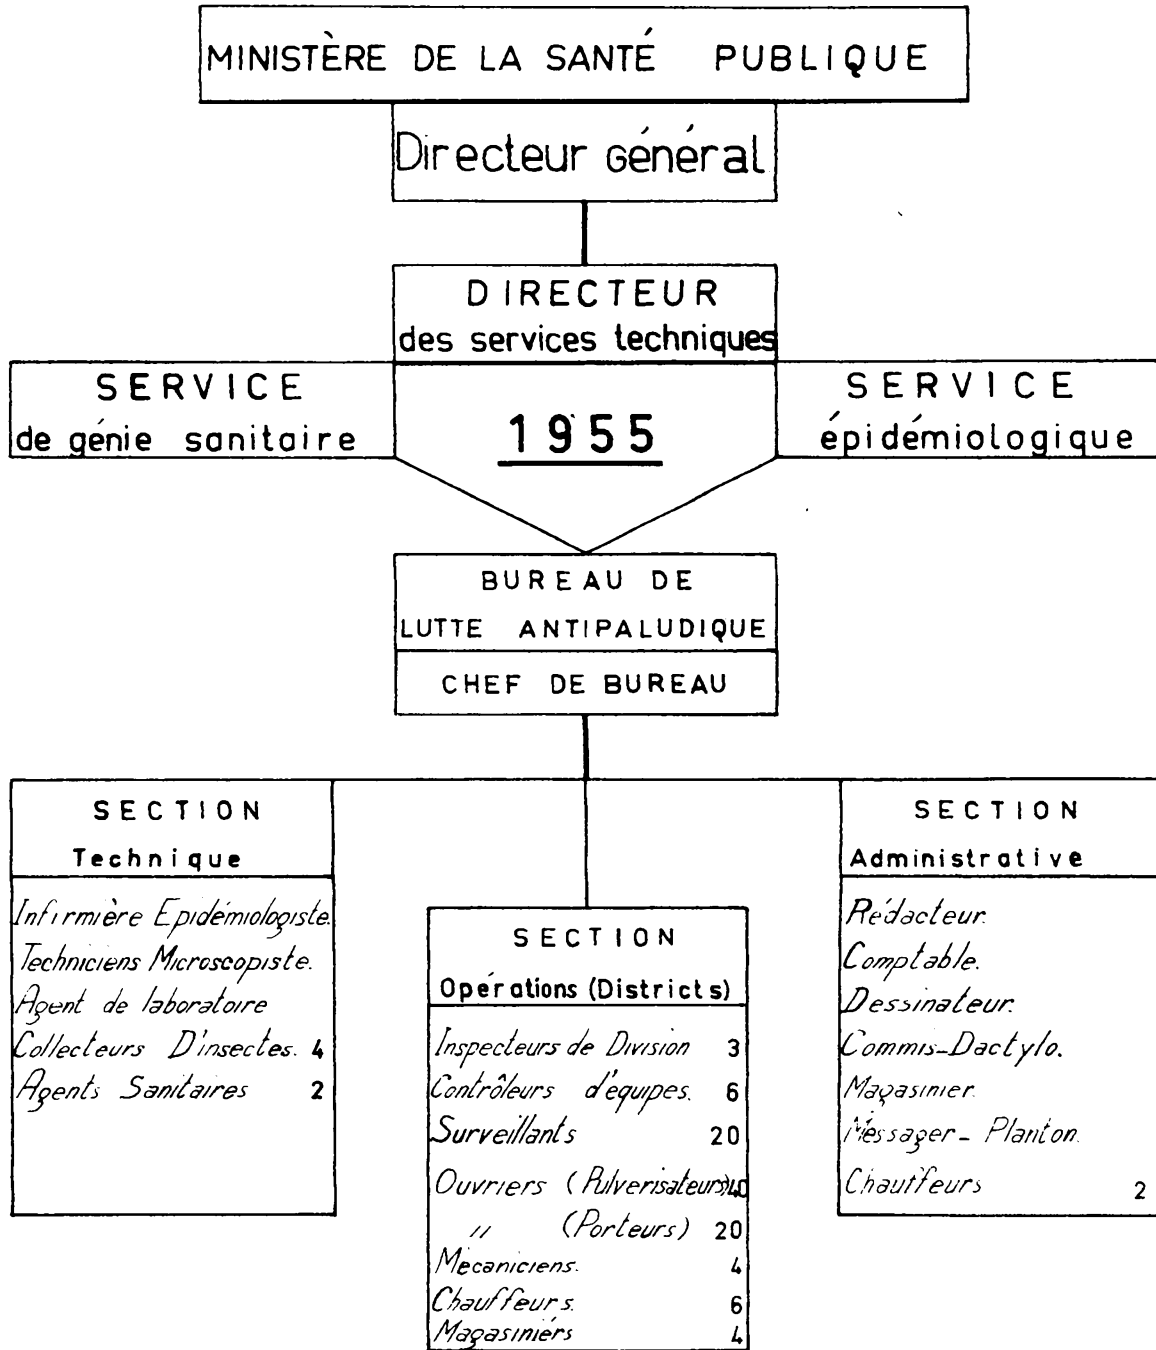 MINISTÈRE DE LA SANTÉ PUBLIQUE
Directeur Général
DIRECTEUR
des services techniques
SERVICE
de génie sanitaire
1955
SERVICE
épidémiologique
BUREAU DE
LUTTE ANTIPALUDIQUE
CHEF DE BUREAU
SECTION
Technique
Infirmière Epidémiologiste.
Techniciens Microscopiste.
Agent de laboratoire
Collecteurs D'insectes. 4
Agents Sanitaires 2
SECTION
Opérations (Districts)
Inspecteurs de Division 3
Contrôleurs d'équipes. 6
Surveillants 20
Ouvriers (Pulverisateurs) 40
" (Porteurs) 20
Mécaniciens. 4
Chauffeurs. 6
Magasiniérs 4
SECTION
Administrative
Rédacteur.
Comptable.
Dessinateur.
Commis-Dactylo.
Magasinier.
Messager - Planton.
Chauffeurs 2